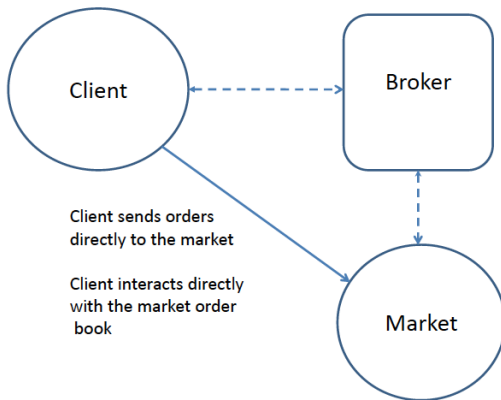 Client
Broker
Client sends orders
directly to the market
Client interacts directly
with the market order
book
Market